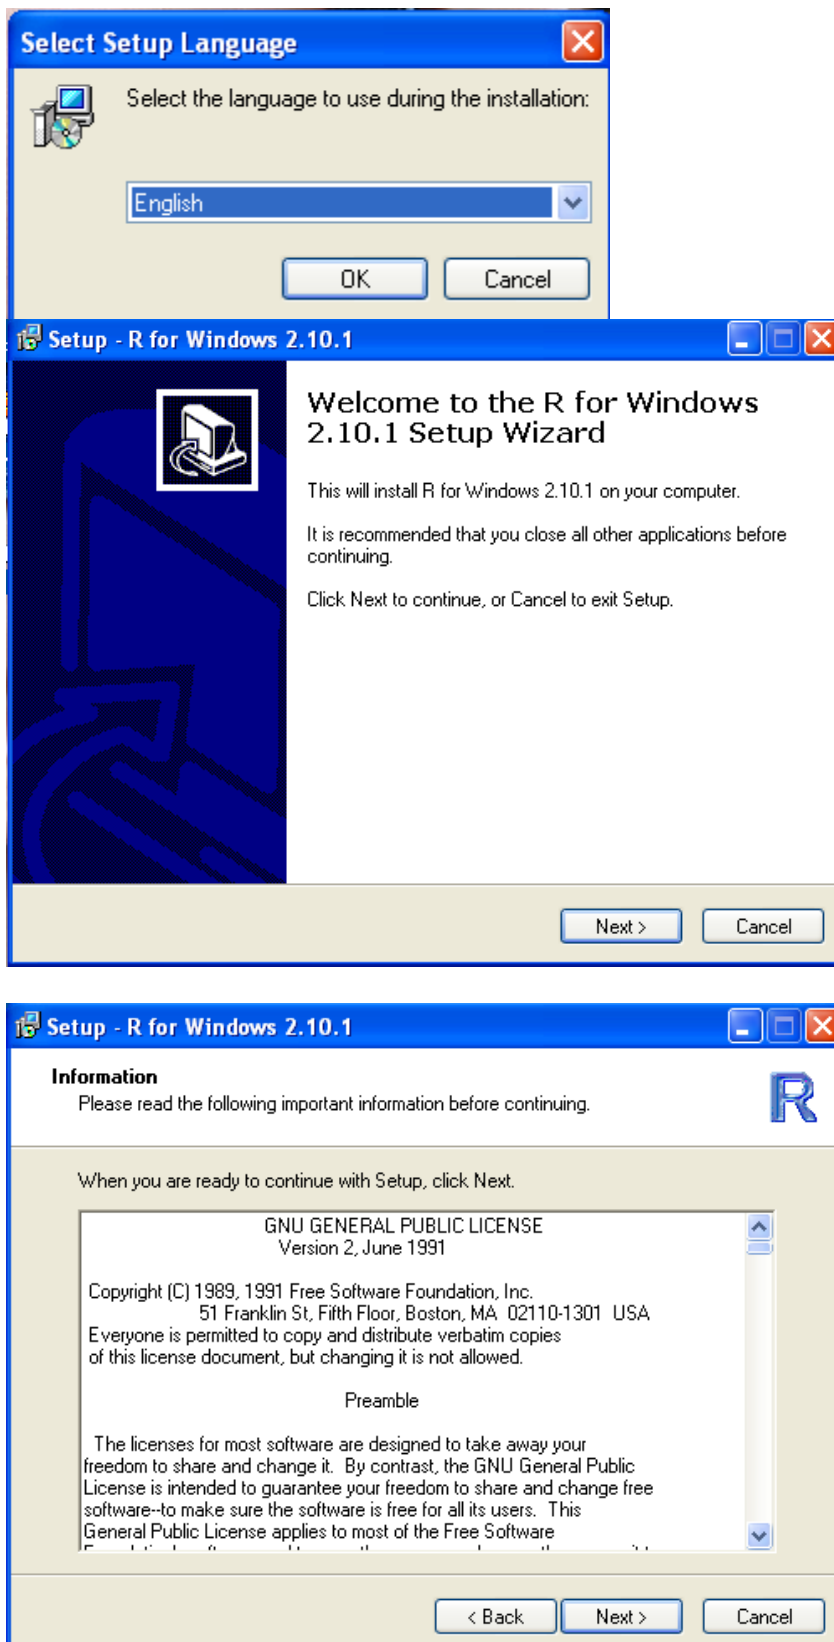 Select Setup Language
Select the language to use during the installation:
English
OK Cancel
Setup - R for Windows 2.10.1
Welcome to the R for Windows
2.10.1 Setup Wizard
This will install R for Windows 2.10.1 on your computer.
It is recommended that you close all other applications before
continuing.
Click Next to continue, or Cancel to exit Setup.
Next > Cancel
Setup - R for Windows 2.10.1
Information
Please read the following important information before continuing.
R
When you are ready to continue with Setup, click Next.
GNU GENERAL PUBLIC LICENSE
Version 2, June 1991
Copyright (C) 1989, 1991 Free Software Foundation, Inc.
51 Franklin St, Fifth Floor, Boston, MA 02110-1301 USA
Everyone is permitted to copy and distribute verbatim copies
of this license document, but changing it is not allowed.
Preamble
The licenses for most software are designed to take away your
freedom to share and change it. By contrast, the GNU General Public
License is intended to guarantee your freedom to share and change free
software--to make sure the software is free for all its users. This
General Public License applies to most of the Free Software
< Back Next > Cancel